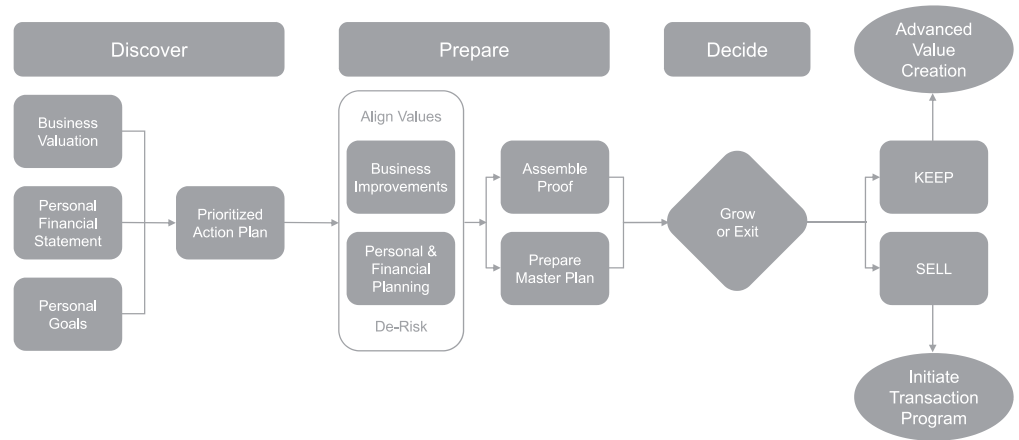 Discover
Prepare
Decide
Advanced
Value
Creation
Business
Valuation
Personal
Financial
Statement
Personal
Goals
Prioritized
Action Plan
Align Values
Business
Improvements
Personal &
Financial
Planning
De-Risk
Assemble
Proof
Prepare
Master Plan
Grow
or Exit
KEEP
SELL
Initiate
Transaction
Program